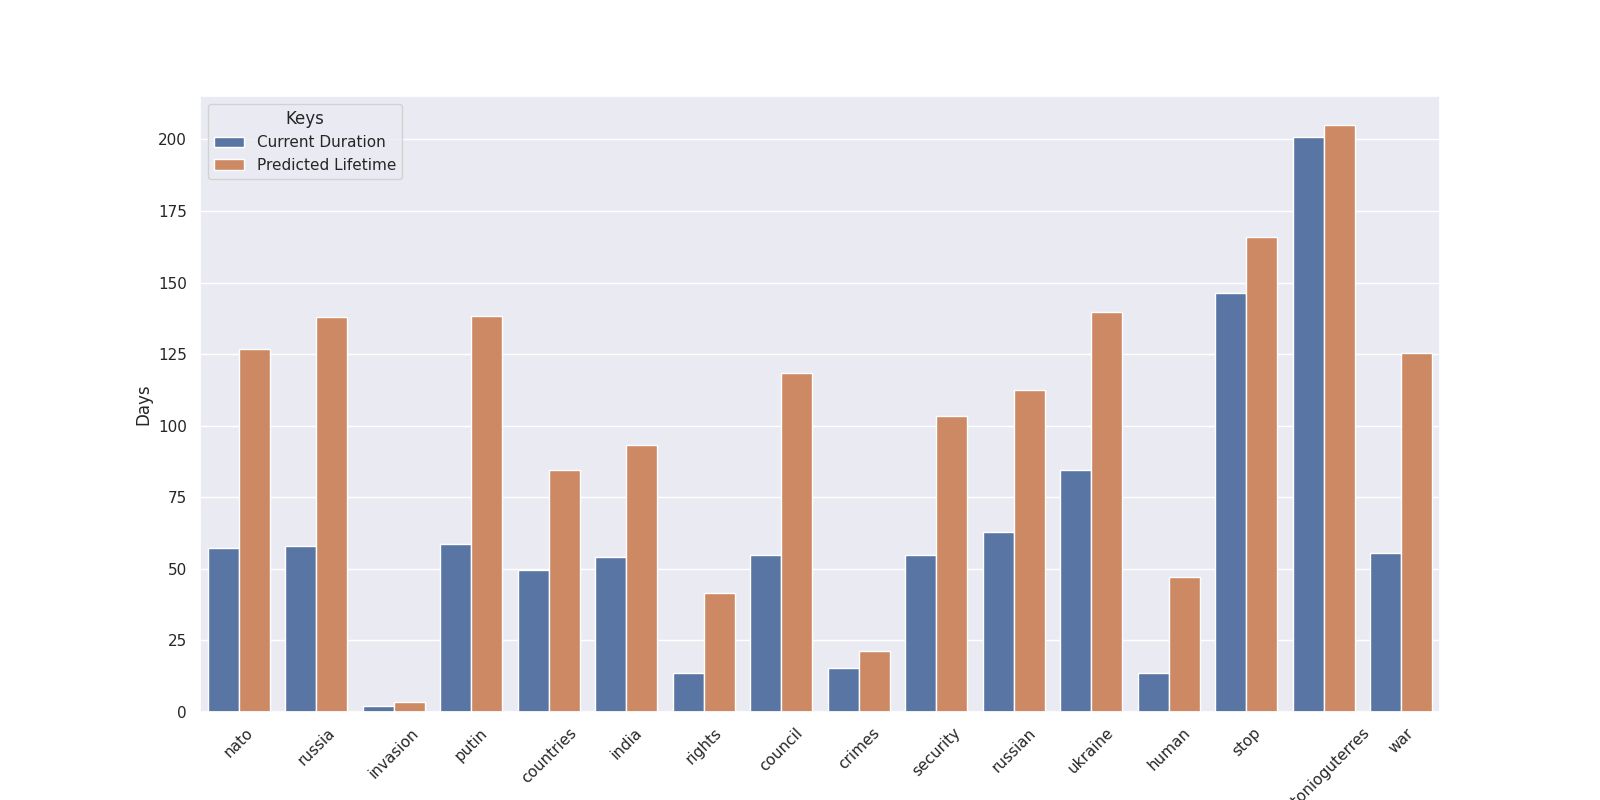 Keys
Current Duration
Predicted Lifetime
200
175
150
125
100
75
50
25
0
Days
nato
russia
invasion
putin
countries
india
rights
council
crimes
security
russian
ukraine
human
stop
tonioguterres
war